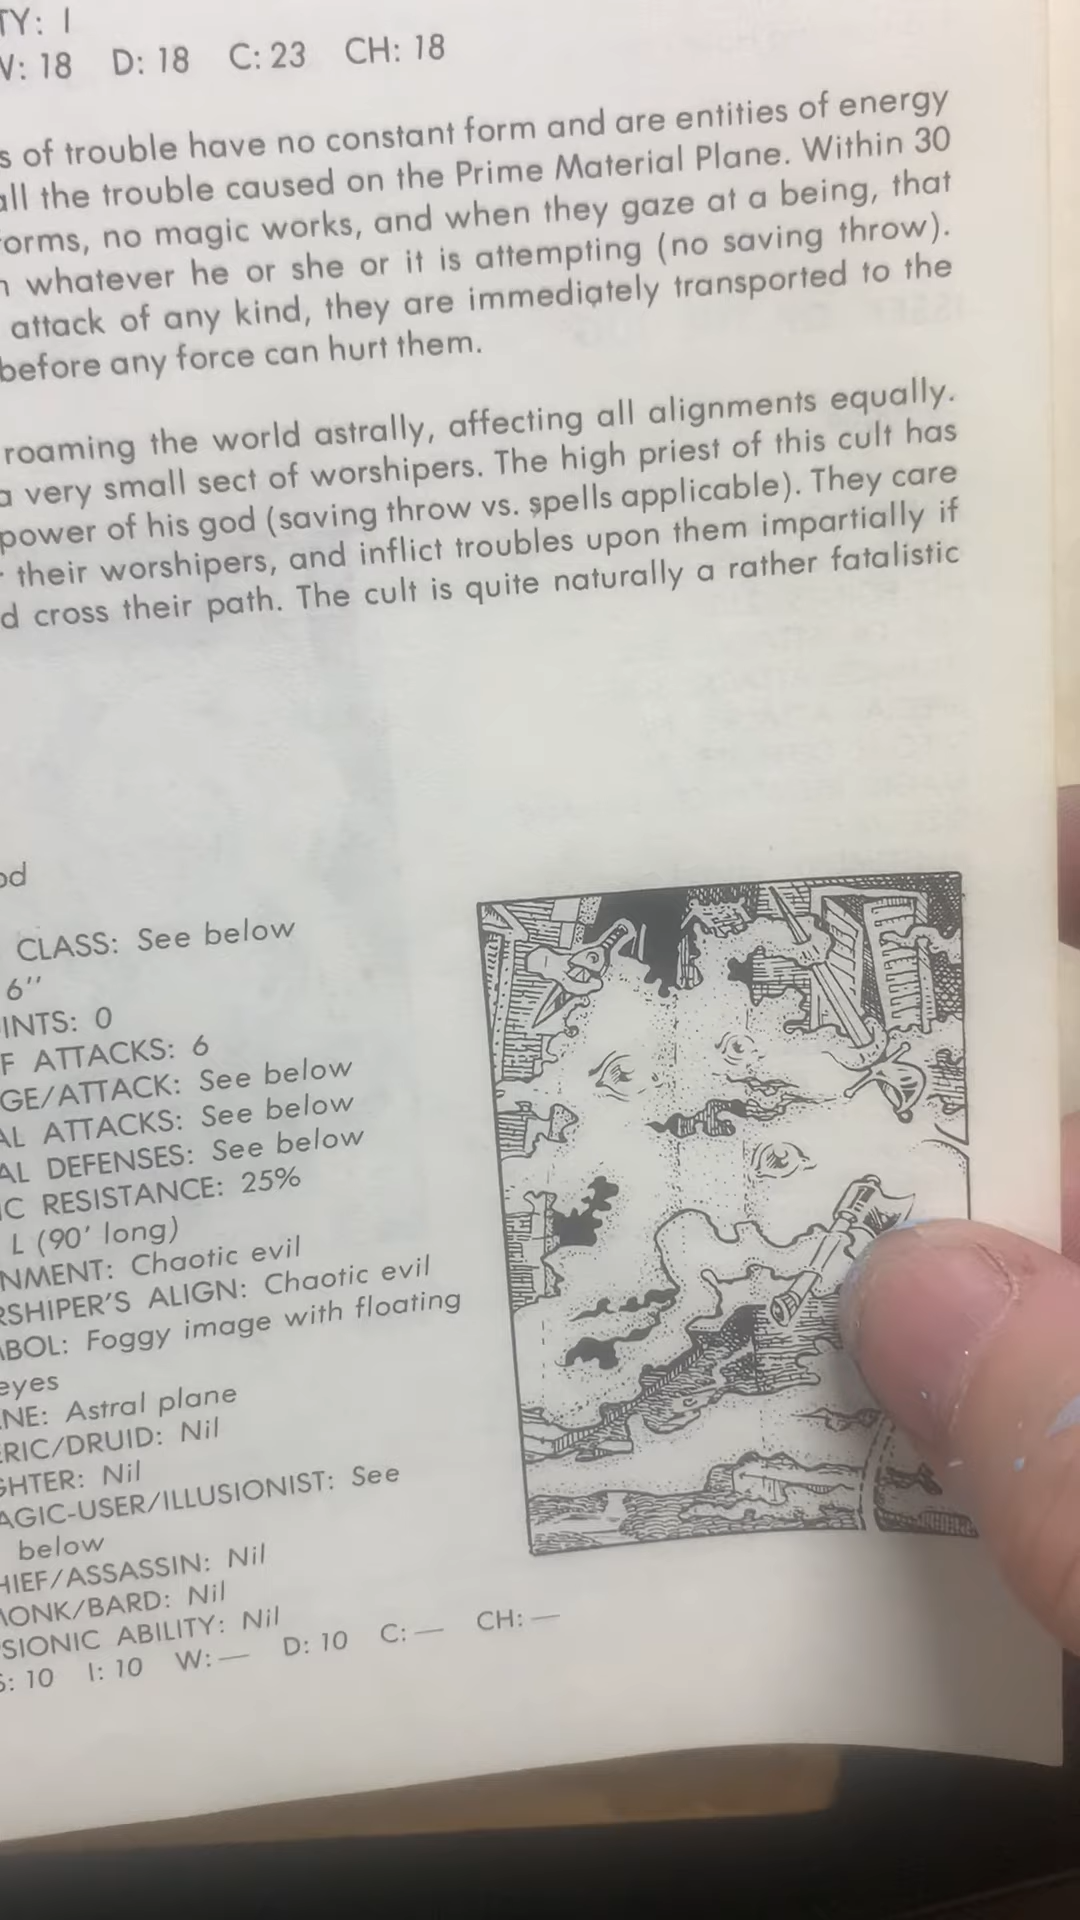 TY: I
V: 18 D: 18 C: 23 CH: 18
s of trouble have no constant form and are entities of energy
all the trouble caused on the Prime Material Plane. Within 30
orms, no magic works, and when they gaze at a being, that
n whatever he or she or it is attempting (no saving throw).
attack of any kind, they are immediately transported to the
before any force can hurt them.
roaming the world astrally, affecting all alignments equally.
a very small sect of worshipers. The high priest of this cult has
power of his god (saving throw vs. spells applicable). They care
r their worshipers, and inflict troubles upon them impartially if
d cross their path. The cult is quite naturally a rather fatalistic
od
CLASS: See below
6"
INTS: 0
F ATTACKS: 6
GE/ATTACK: See below
AL ATTACKS: See below
AL DEFENSES: See below
IC RESISTANCE: 25%
L (90' long)
NMENT: Chaotic evil
RSHIPER'S ALIGN: Chaotic evil
BOL: Foggy image with floating
eyes
NE: Astral plane
ERIC/DRUID: Nil
GHTER: Nil
AGIC-USER/ILLUSIONIST: See
below
HIEF/ASSASSIN: Nil
MONK/BARD: Nil
SIONIC ABILITY: Nil
S: 10 I: 10 W: — D: 10 C: — CH: —